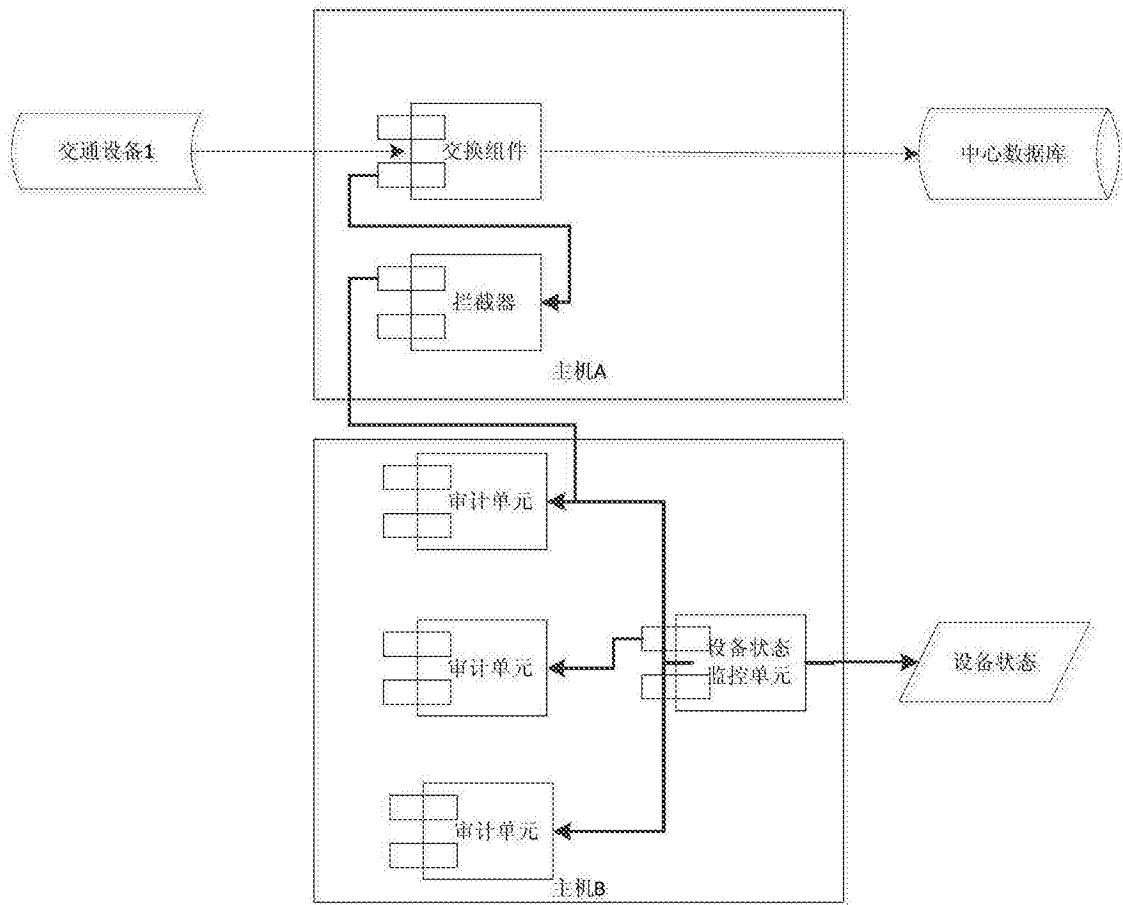 交通设备1
交换组件
中心数据库
拦截器
主机A
审计单元
审计单元
设备状态
监控单元
设备状态
审计单元
主机B